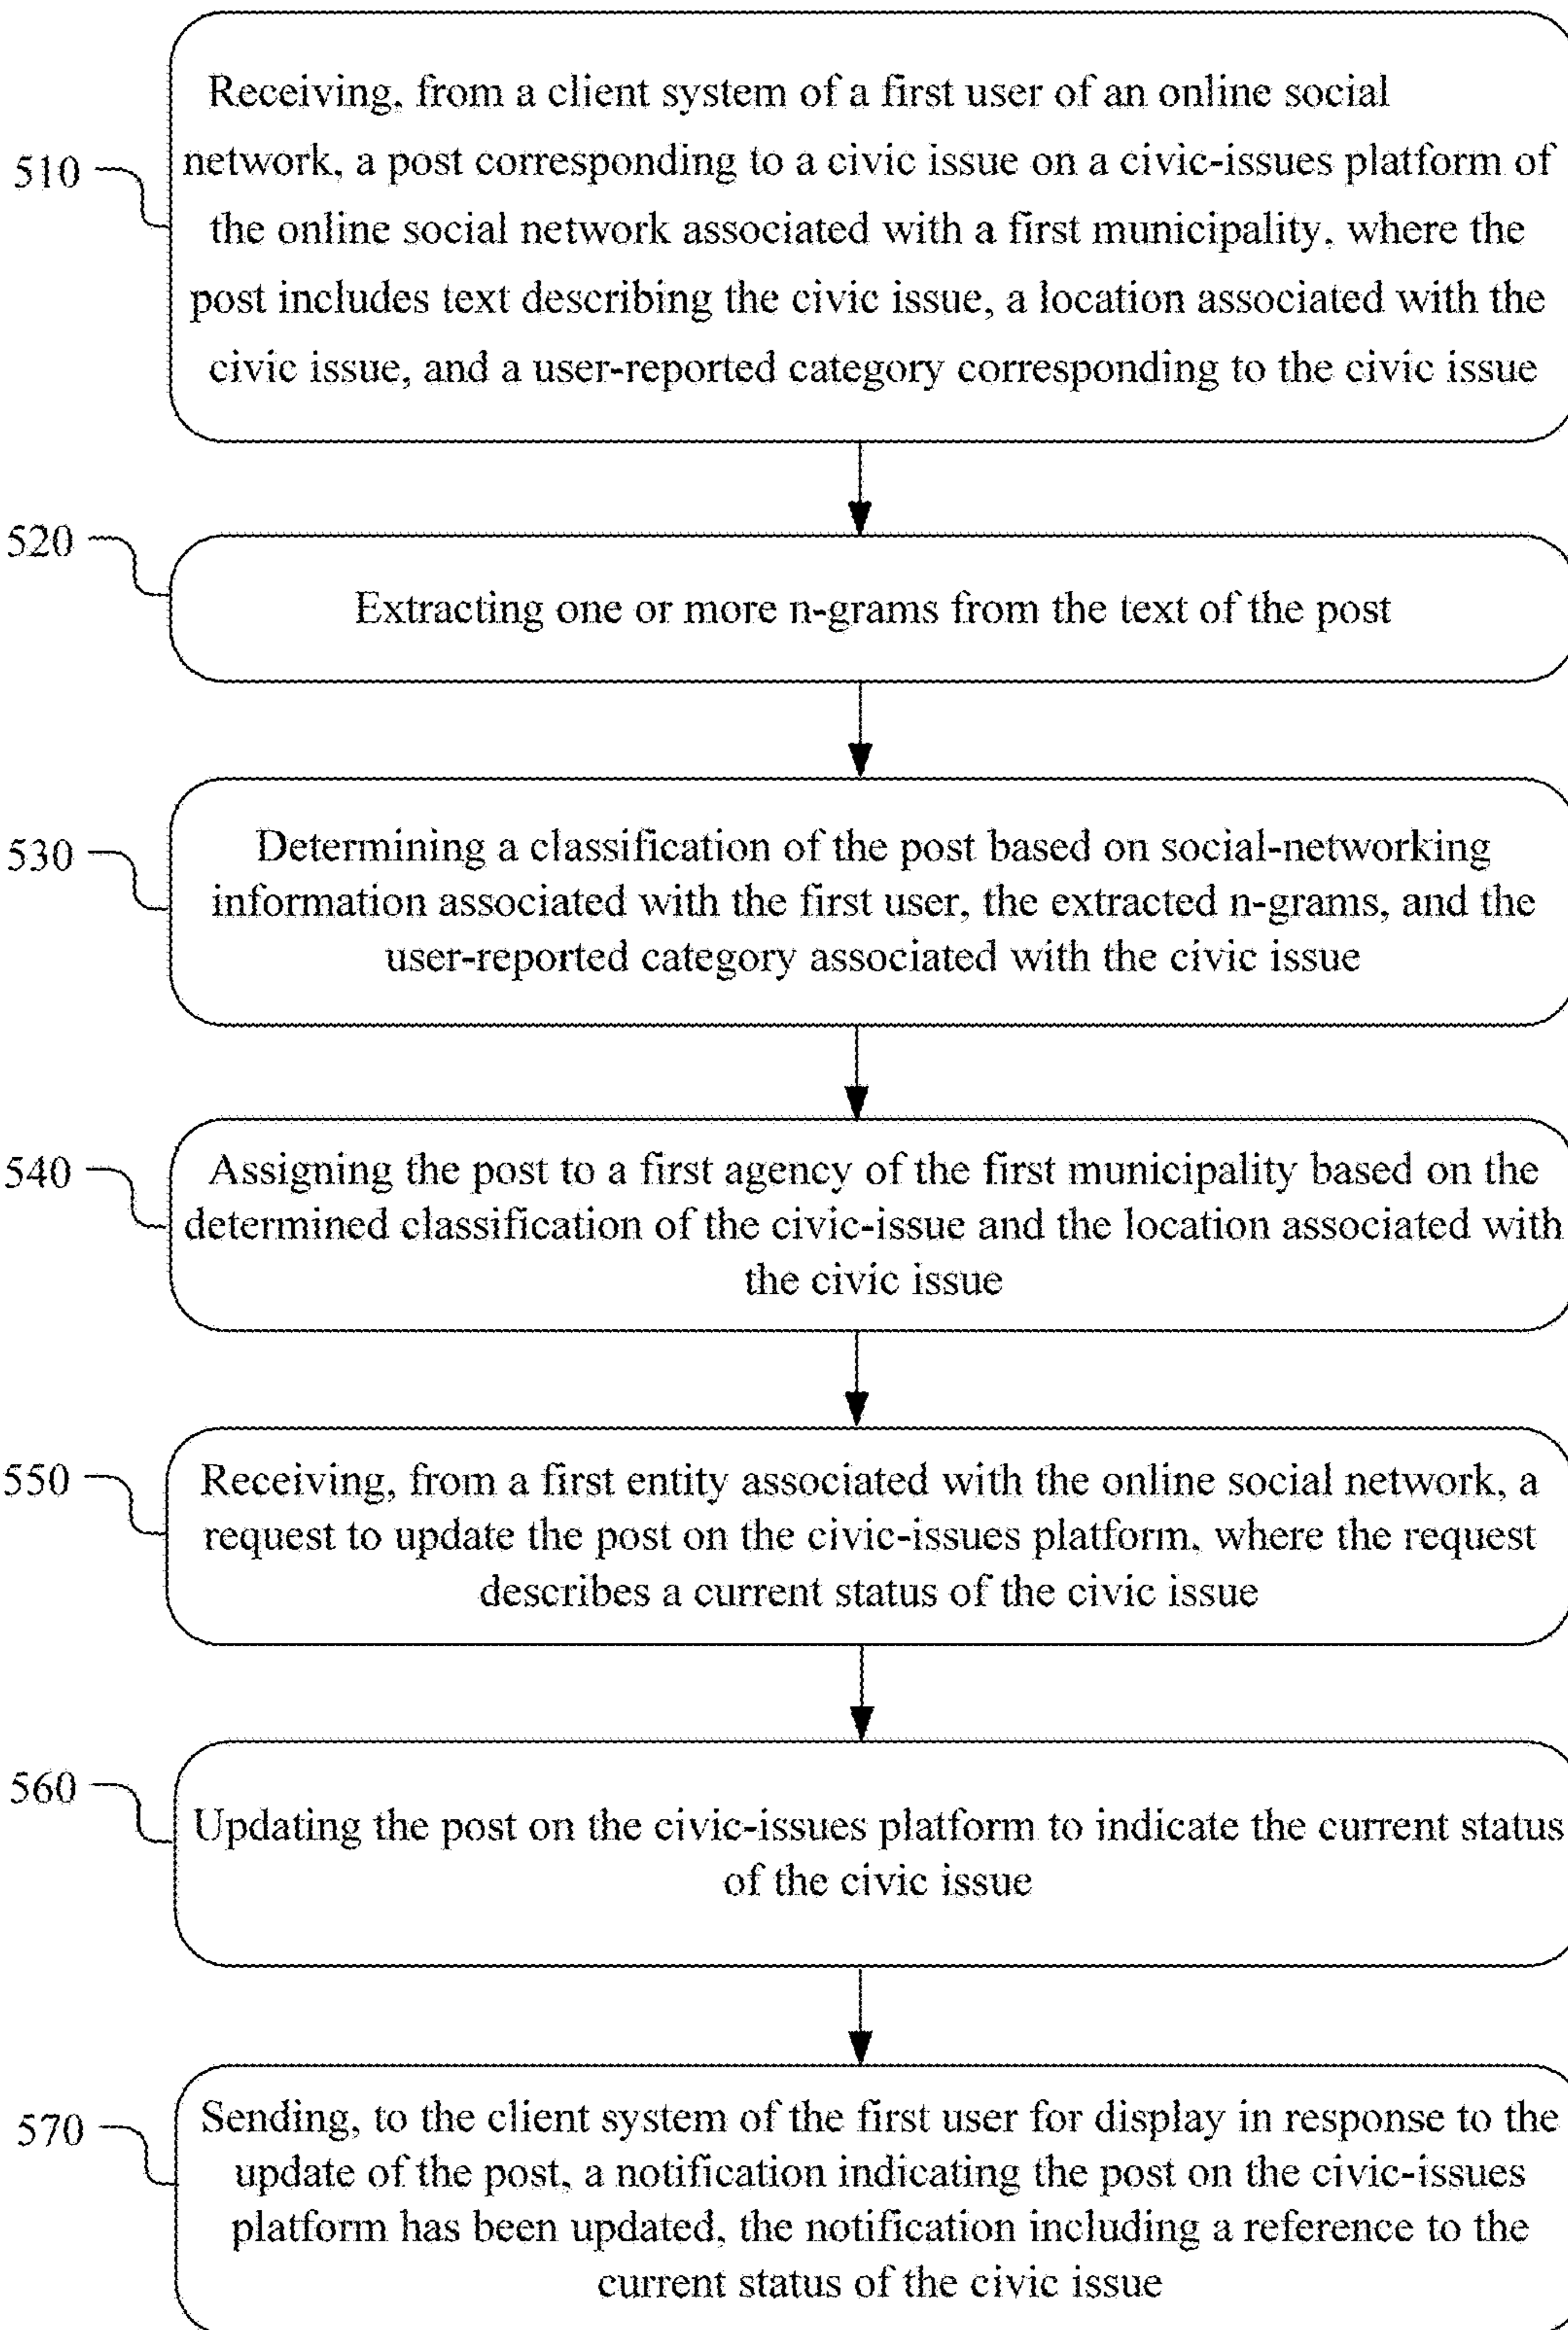 510
Receiving, from a client system of a first user of an online social
network, a post corresponding to a civic issue on a civic-issues platform of
the online social network associated with a first municipality, where the
post includes text describing the civic issue, a location associated with the
civic issue, and a user-reported category corresponding to the civic issue
520
Extracting one or more n-grams from the text of the post
530
Determining a classification of the post based on social-networking
information associated with the first user, the extracted n-grams, and the
user-reported category associated with the civic issue
540
Assigning the post to a first agency of the first municipality based on the
determined classification of the civic-issue and the location associated with
the civic issue
550
Receiving, from a first entity associated with the online social network, a
request to update the post on the civic-issues platform, where the request
describes a current status of the civic issue
560
Updating the post on the civic-issues platform to indicate the current status
of the civic issue
570
Sending, to the client system of the first user for display in response to the
update of the post, a notification indicating the post on the civic-issues
platform has been updated, the notification including a reference to the
current status of the civic issue